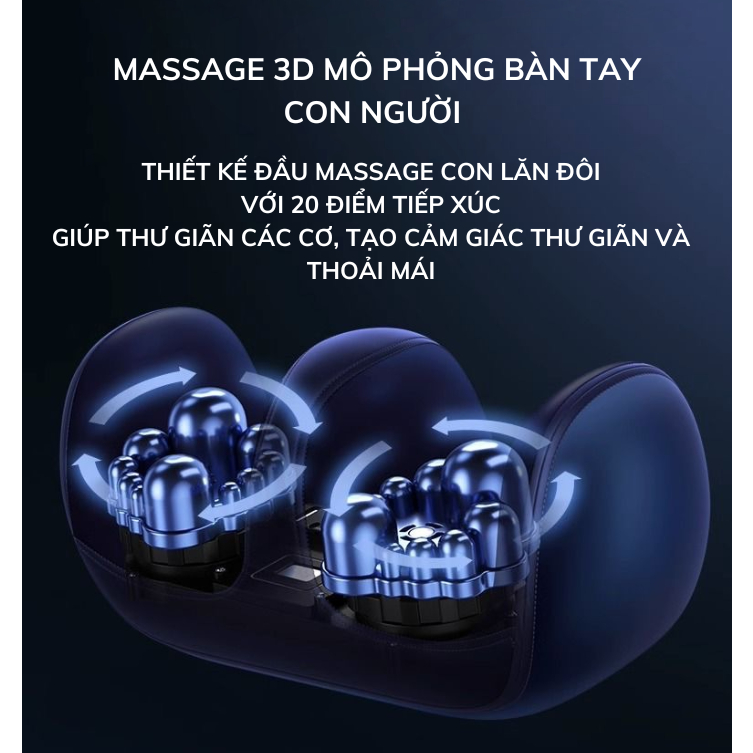 MASSAGE 3D MÔ PHỎNG BÀN TAY
CON NGƯỜI
THIẾT KẾ ĐẦU MASSAGE CON LĂN ĐÔI
VỚI 20 ĐIỂM TIẾP XÚC
GIÚP THƯ GIÃN CÁC CƠ, TẠO CẢM GIÁC THƯ GIÃN VÀ
THOẢI MÁI